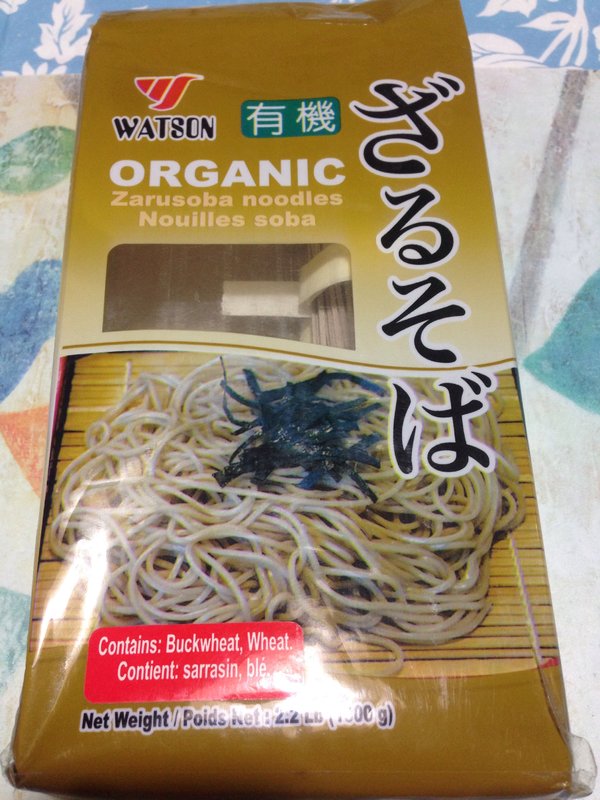 WATSON
有機
ざるそば
ORGANIC
Zarusoba noodles
Nouilles soba
Contains: Buckwheat, Wheat.
Contient: sarrasin, blé.
Net Weight / Poids Net : 2.2 Lb (1000 g)